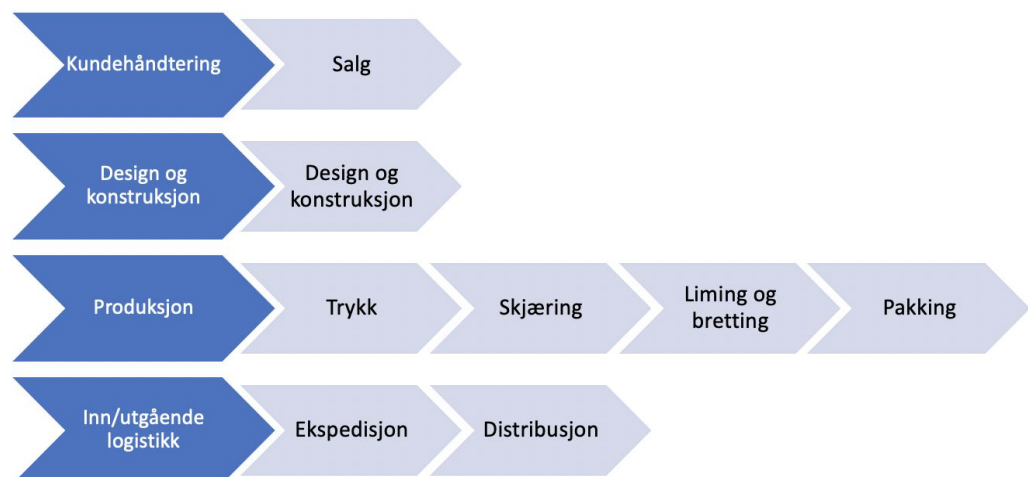 Kundehåndtering
Salg
Design og
konstruksjon
Design og
konstruksjon
Produksjon
Trykk
Skjæring
Liming og
bretting
Pakking
Inn/utgående
logistikk
Ekspedisjon
Distribusjon